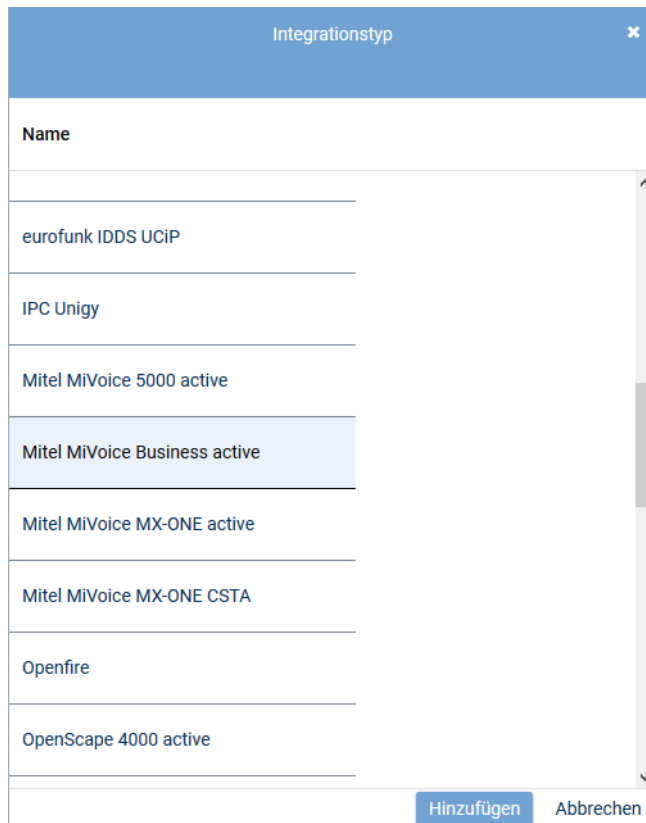 Integrationstyp
Name
eurofunk IDDS UCiP
IPC Unigy
Mitel MiVoice 5000 active
Mitel MiVoice Business active
Mitel MiVoice MX-ONE active
Mitel MiVoice MX-ONE CSTA
Openfire
OpenScape 4000 active
Hinzufügen Abbrechen